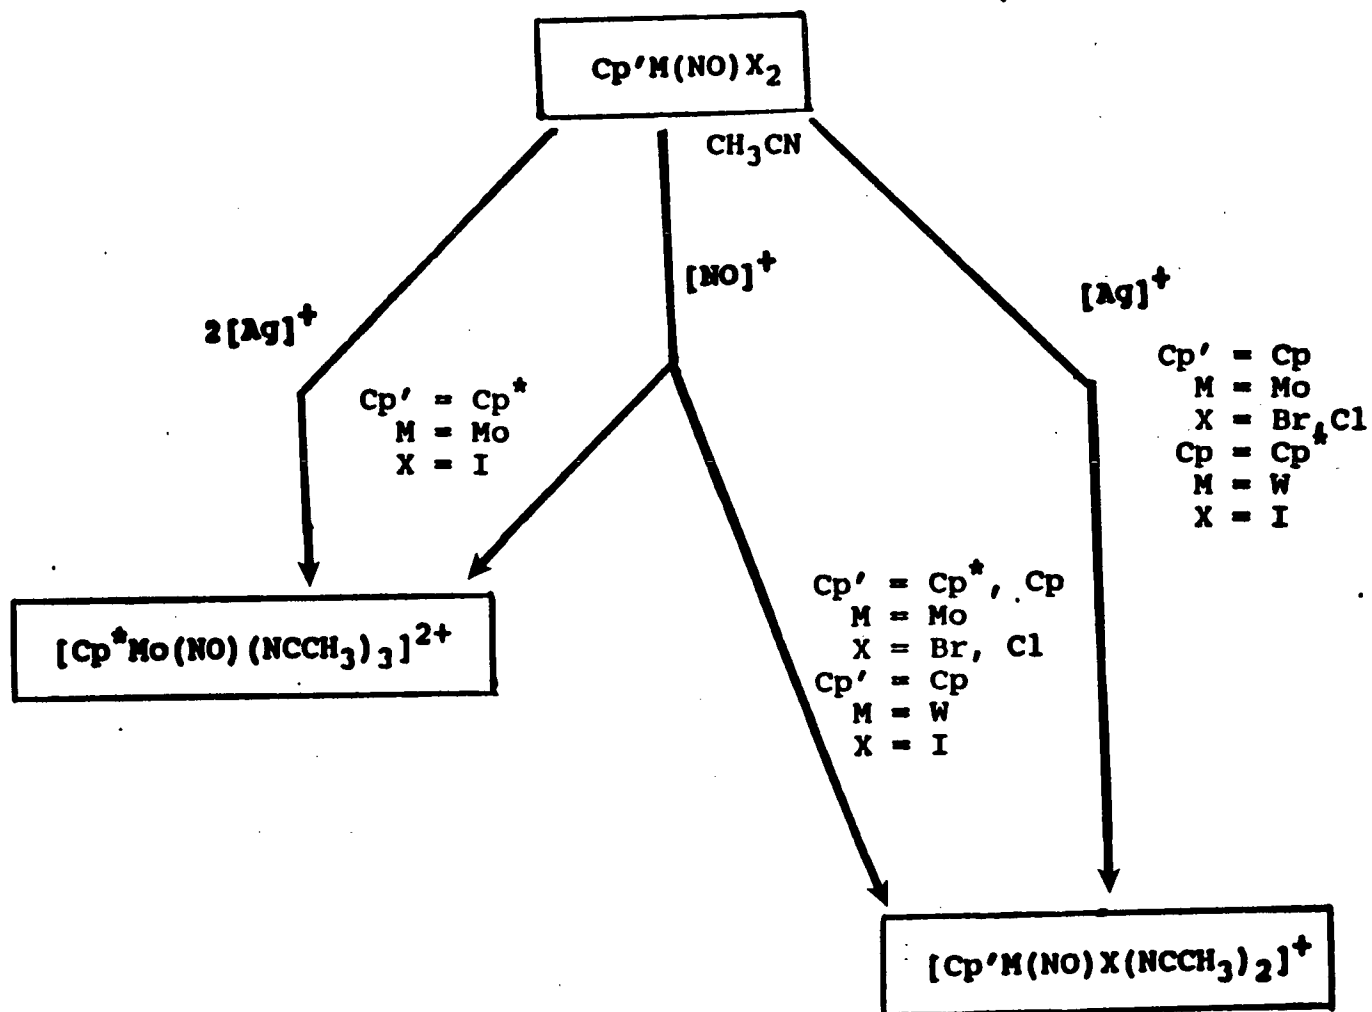 Cp′M(NO)X₂
CH₃CN
[NO]⁺
2[Ag]⁺
[Ag]⁺
Cp′ = Cp*
M = Mo
X = I
Cp′ = Cp
M = Mo
X = Br,Cl
Cp = Cp*
M = W
X = I
Cp′ = Cp*, Cp
M = Mo
X = Br, Cl
Cp′ = Cp
M = W
X = I
[Cp*Mo(NO)(NCCH₃)₃]²⁺
[Cp′M(NO)X(NCCH₃)₂]⁺